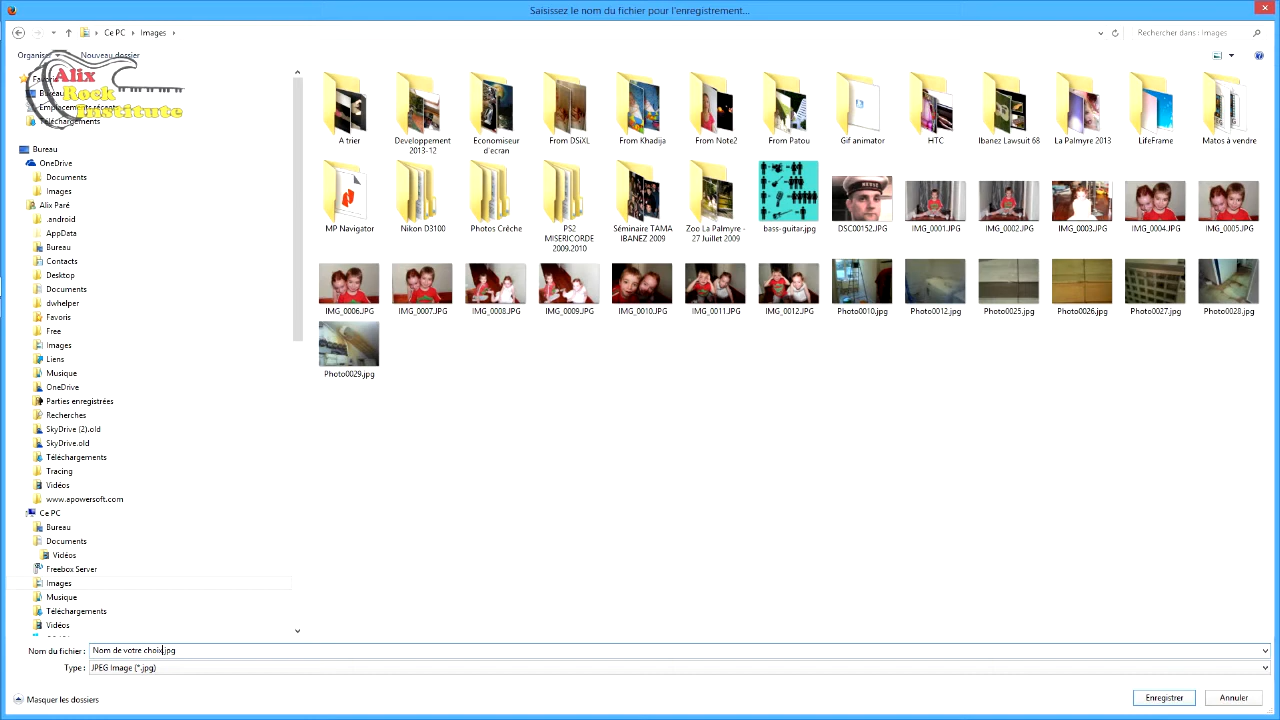 Saisissez le nom du fichier pour l'enregistrement...
Ce PC
Images
Rechercher dans : Images
Organiser
Nouveau dossier
Alix
Rock
Institute
Favoris
Bureau
Emplacements récents
Téléchargements
Bureau
OneDrive
Documents
Images
Alix Paré
.android
AppData
Bureau
Contacts
Desktop
Documents
dwhelper
Favoris
Free
Images
Liens
Musique
OneDrive
Parties enregistrées
Recherches
SkyDrive (2).old
SkyDrive.old
Téléchargements
Tracing
Vidéos
www.apowersoft.com
Ce PC
Bureau
Documents
Vidéos
Freebox Server
Images
Musique
Téléchargements
Vidéos
A trier
Developpement 2013-12
Economiseur d'ecran
From DSiXL
From Khadija
From Note2
From Patou
Gif animator
HTC
Ibanez Lawsuit 68
La Palmyre 2013
LifeFrame
Matos à vendre
MP Navigator
Nikon D3100
Photos Crèche
PS2 MISERICORDE 2009.2010
Séminaire TAMA IBANEZ 2009
Zoo La Palmyre - 27 Juillet 2009
bass-guitar.jpg
DSC00152.JPG
IMG_0001.JPG
IMG_0002.JPG
IMG_0003.JPG
IMG_0004.JPG
IMG_0005.JPG
IMG_0006.JPG
IMG_0007.JPG
IMG_0008.JPG
IMG_0009.JPG
IMG_0010.JPG
IMG_0011.JPG
IMG_0012.JPG
Photo0010.jpg
Photo0012.jpg
Photo0025.jpg
Photo0026.jpg
Photo0027.jpg
Photo0028.jpg
Photo0029.jpg
Nom du fichier : Nom de votre choix.jpg
Type : JPEG Image (*.jpg)
Masquer les dossiers
Enregistrer
Annuler